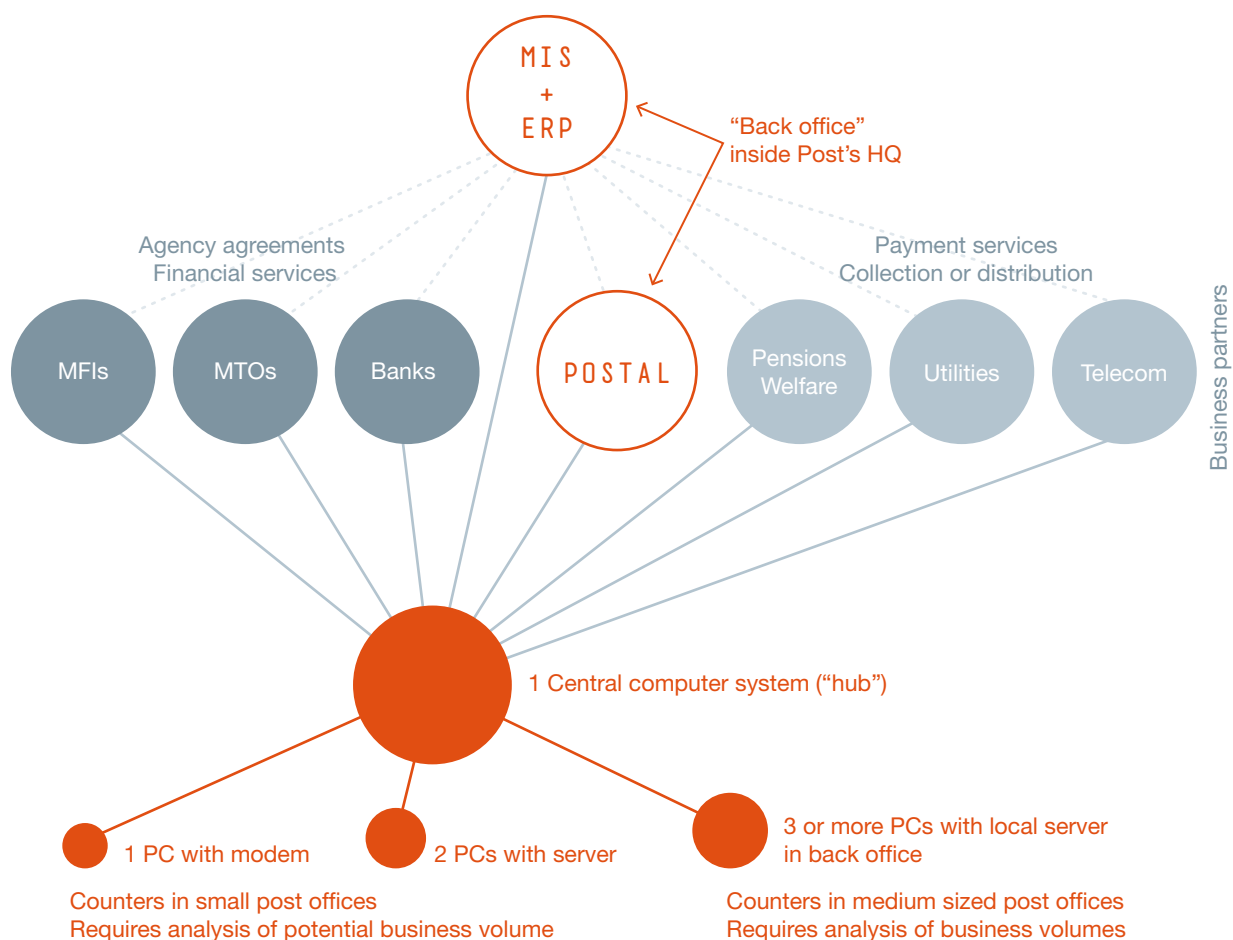 MIS
+
ERP
“Back office”
inside Post’s HQ
Agency agreements
Financial services
Payment services
Collection or distribution
MFIs
MTOs
Banks
POSTAL
Pensions
Welfare
Utilities
Telecom
Business partners
1 Central computer system (“hub”)
1 PC with modem
2 PCs with server
3 or more PCs with local server
in back office
Counters in small post offices
Requires analysis of potential business volume
Counters in medium sized post offices
Requires analysis of business volumes